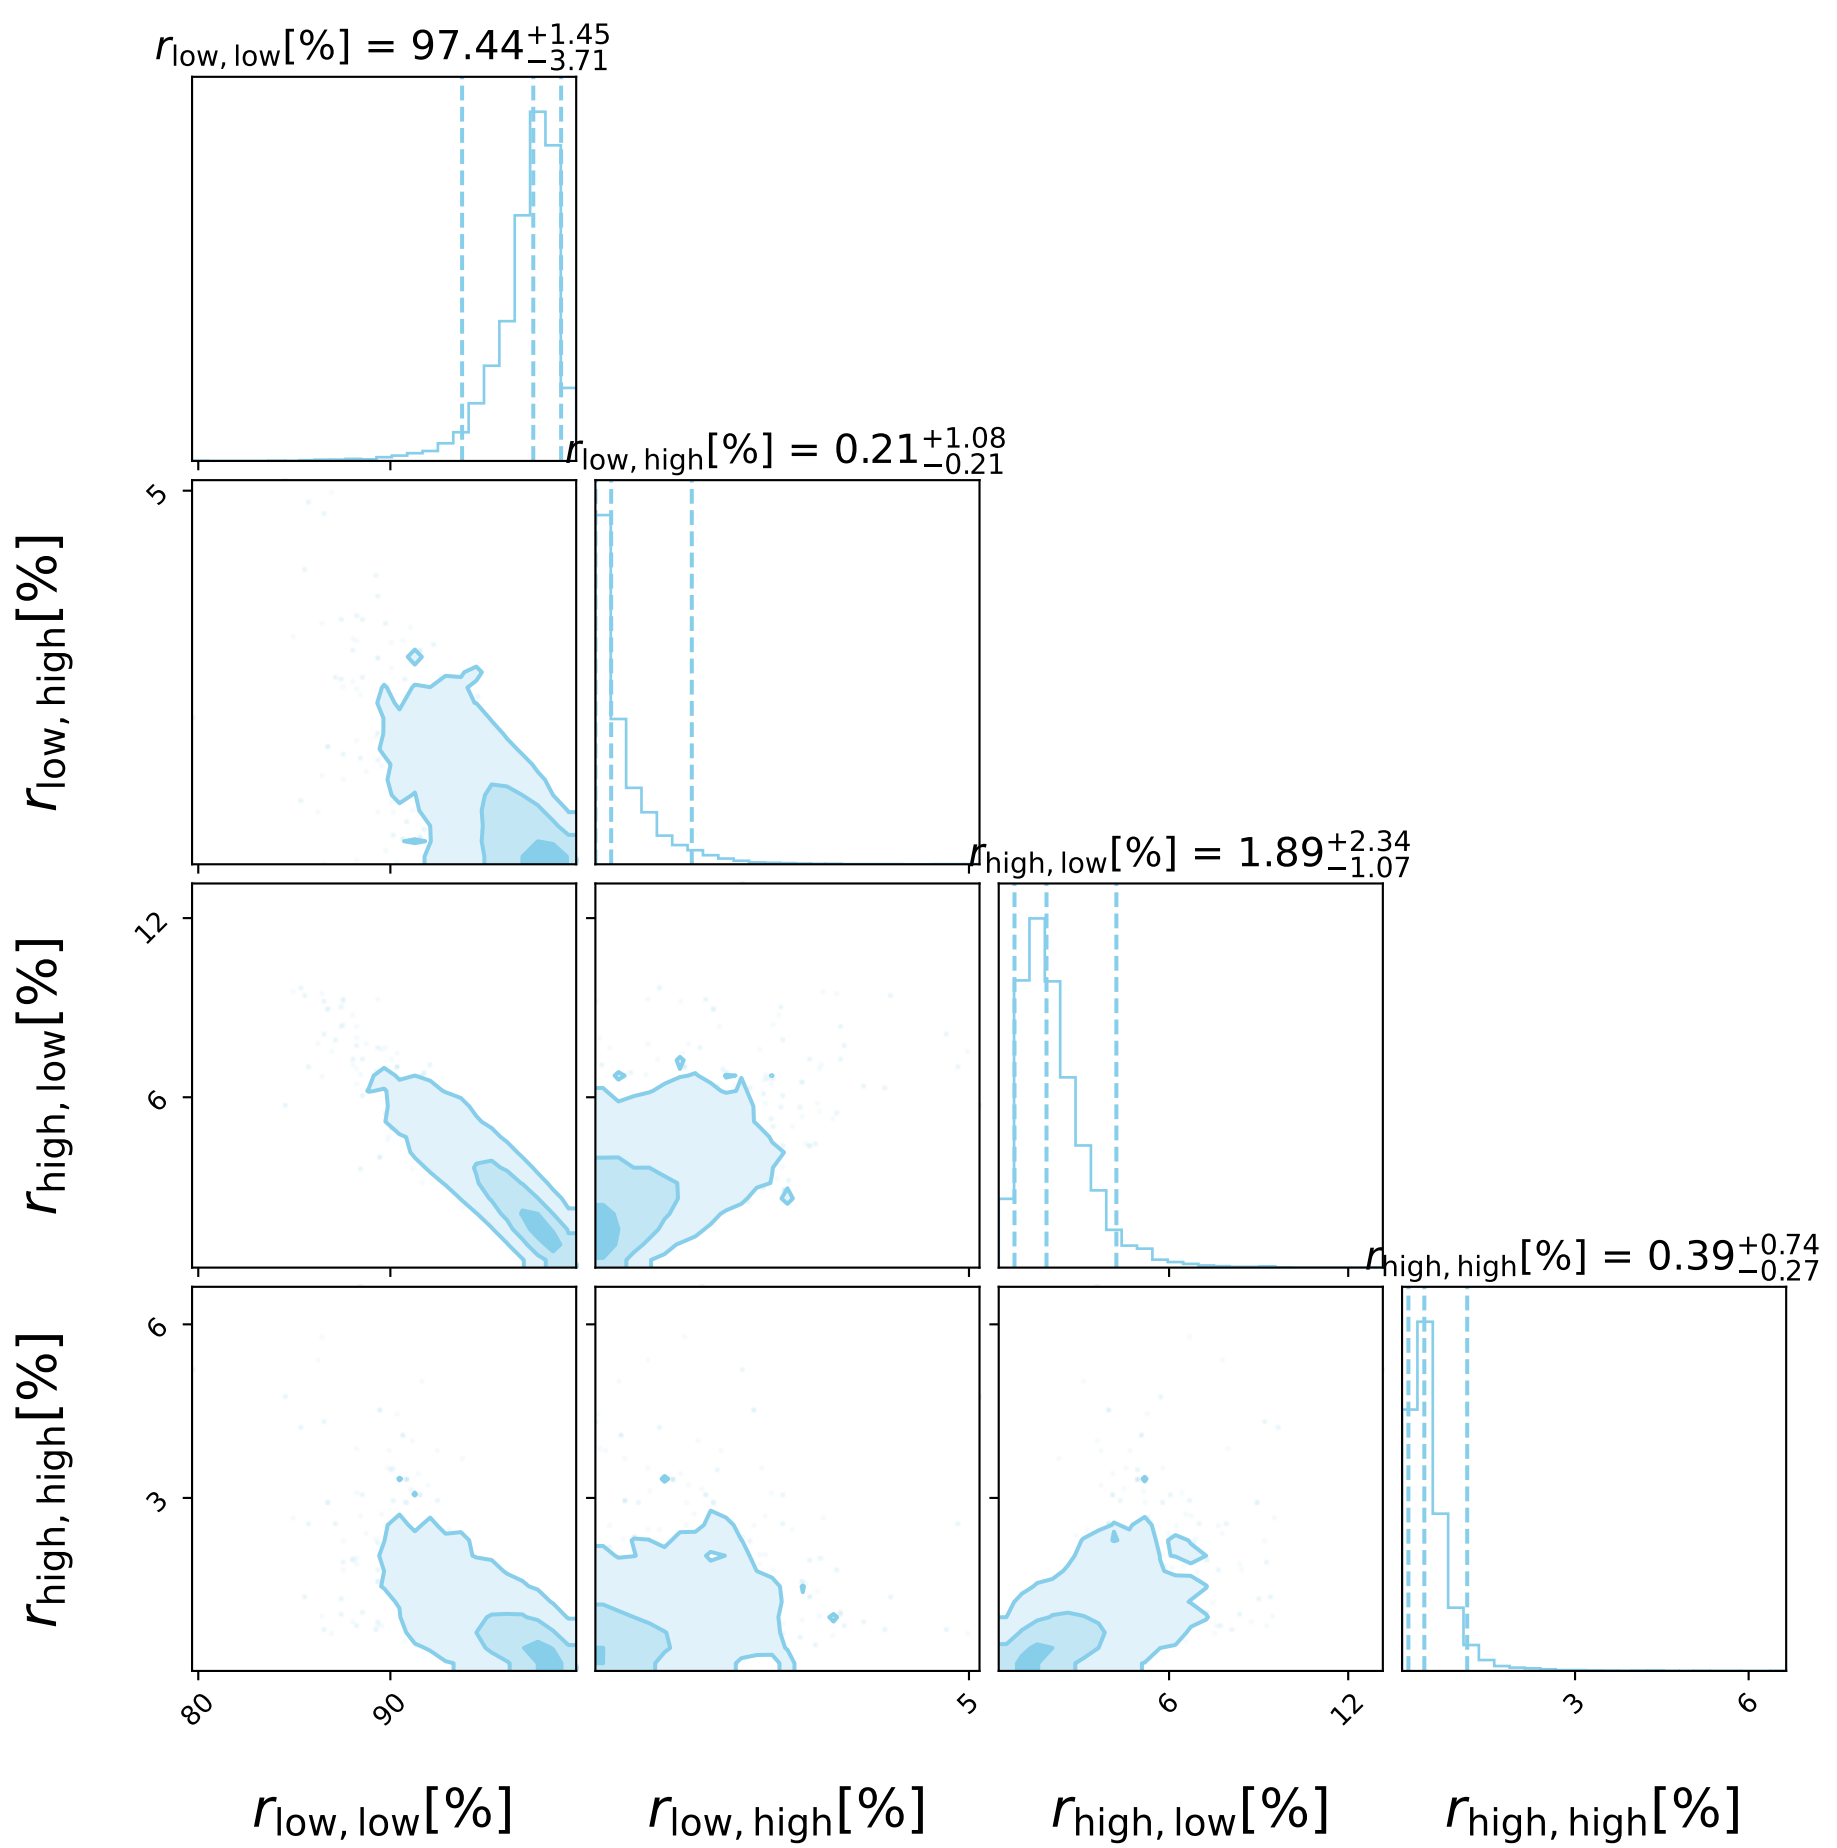 r_low, low[%] = 97.44 +1.45 −3.71
r_low, high[%] = 0.21 +1.08 −0.21
5
r_low, high[%]
r_high, low[%] = 1.89 +2.34 −1.07
12
6
r_high, low[%]
r_high, high[%] = 0.39 +0.74 −0.27
6
3
r_high, high[%]
80 90 5 6 12 3 6
r_low, low[%] r_low, high[%] r_high, low[%] r_high, high[%]